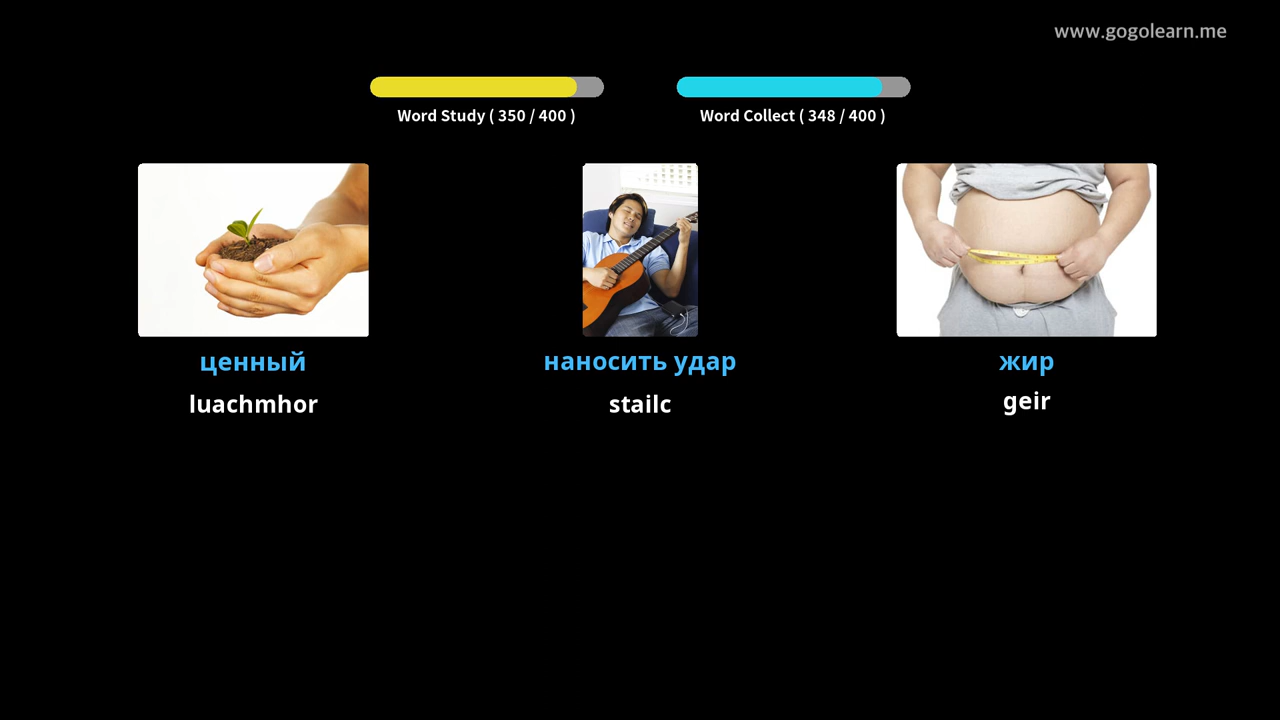 www.gogolearn.me
Word Study ( 350 / 400 )
Word Collect ( 348 / 400 )
ценный
наносить удар
жир
luachmhor
stailc
geir